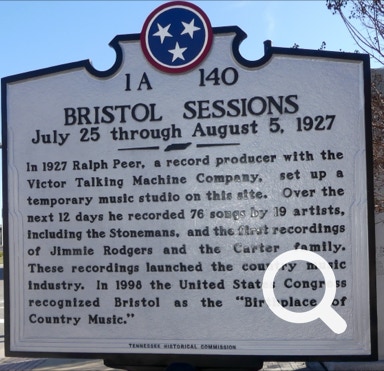 1A 140
BRISTOL SESSIONS
July 25 through August 5, 1927
In 1927 Ralph Peer, a record producer with the
Victor Talking Machine Company, set up a
temporary music studio on this site. Over the
next 12 days he recorded 76 songs by 19 artists,
including the Stonemans, and the first recordings
of Jimmie Rodgers and the Carter family.
These recordings launched the country music
industry. In 1998 the United States Congress
recognized Bristol as the "Birthplace of
Country Music."
TENNESSEE HISTORICAL COMMISSION